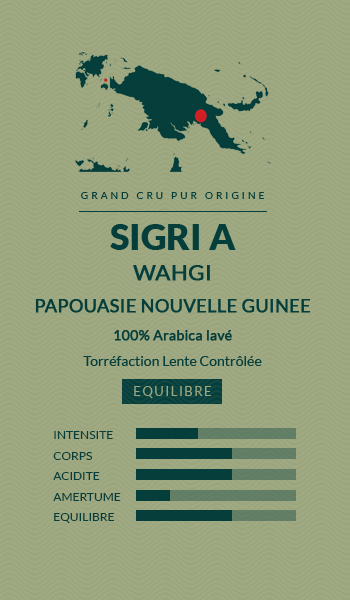 GRAND CRU PUR ORIGINE
SIGRI A
WAHGI
PAPOUASIE NOUVELLE GUINEE
100% Arabica lavé
Torréfaction Lente Contrôlée
EQUILIBRE
INTENSITE
CORPS
ACIDITE
AMERTUME
EQUILIBRE